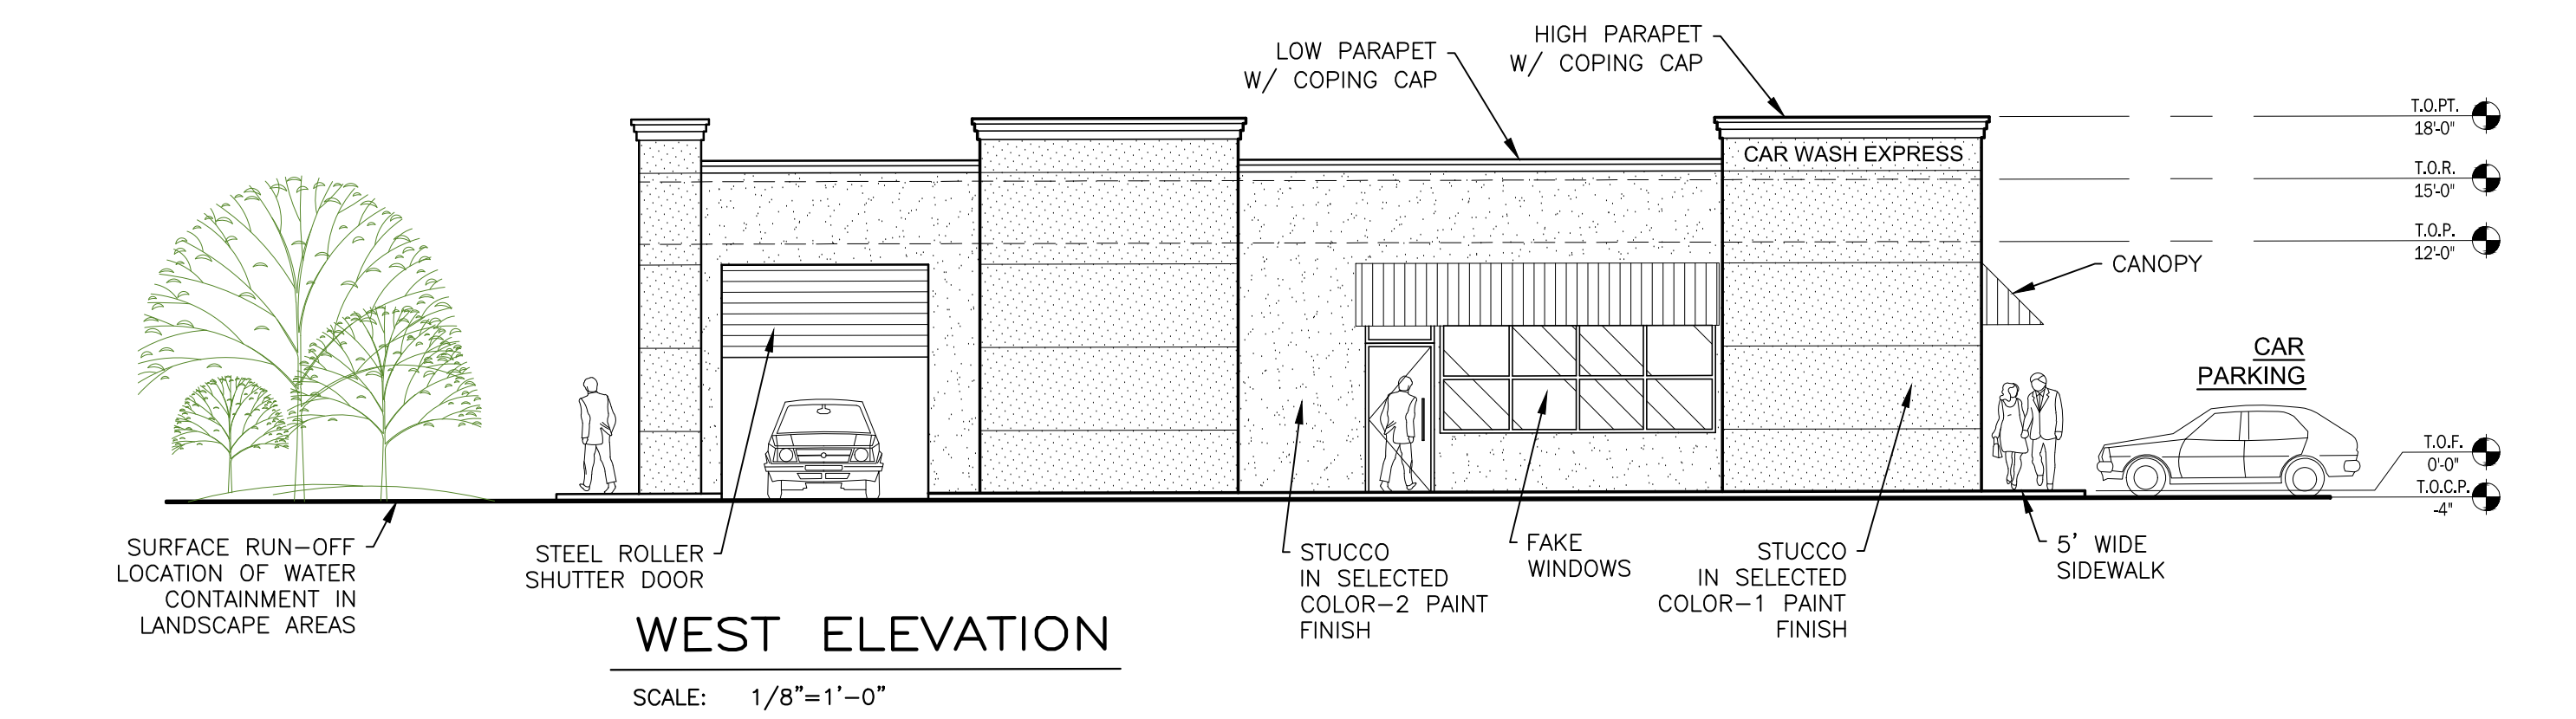 HIGH PARAPET
W/ COPING CAP
LOW PARAPET
W/ COPING CAP
CAR WASH EXPRESS
T.O.PT.
18'-0"
T.O.R.
15'-0"
T.O.P.
12'-0"
CANOPY
CAR
PARKING
T.O.F.
0'-0"
T.O.C.P.
-4"
SURFACE RUN-OFF
LOCATION OF WATER
CONTAINMENT IN
LANDSCAPE AREAS
STEEL ROLLER
SHUTTER DOOR
STUCCO
IN SELECTED
COLOR-2 PAINT
FINISH
FAKE
WINDOWS
STUCCO
IN SELECTED
COLOR-1 PAINT
FINISH
5' WIDE
SIDEWALK
WEST ELEVATION
SCALE: 1/8"=1'-0"